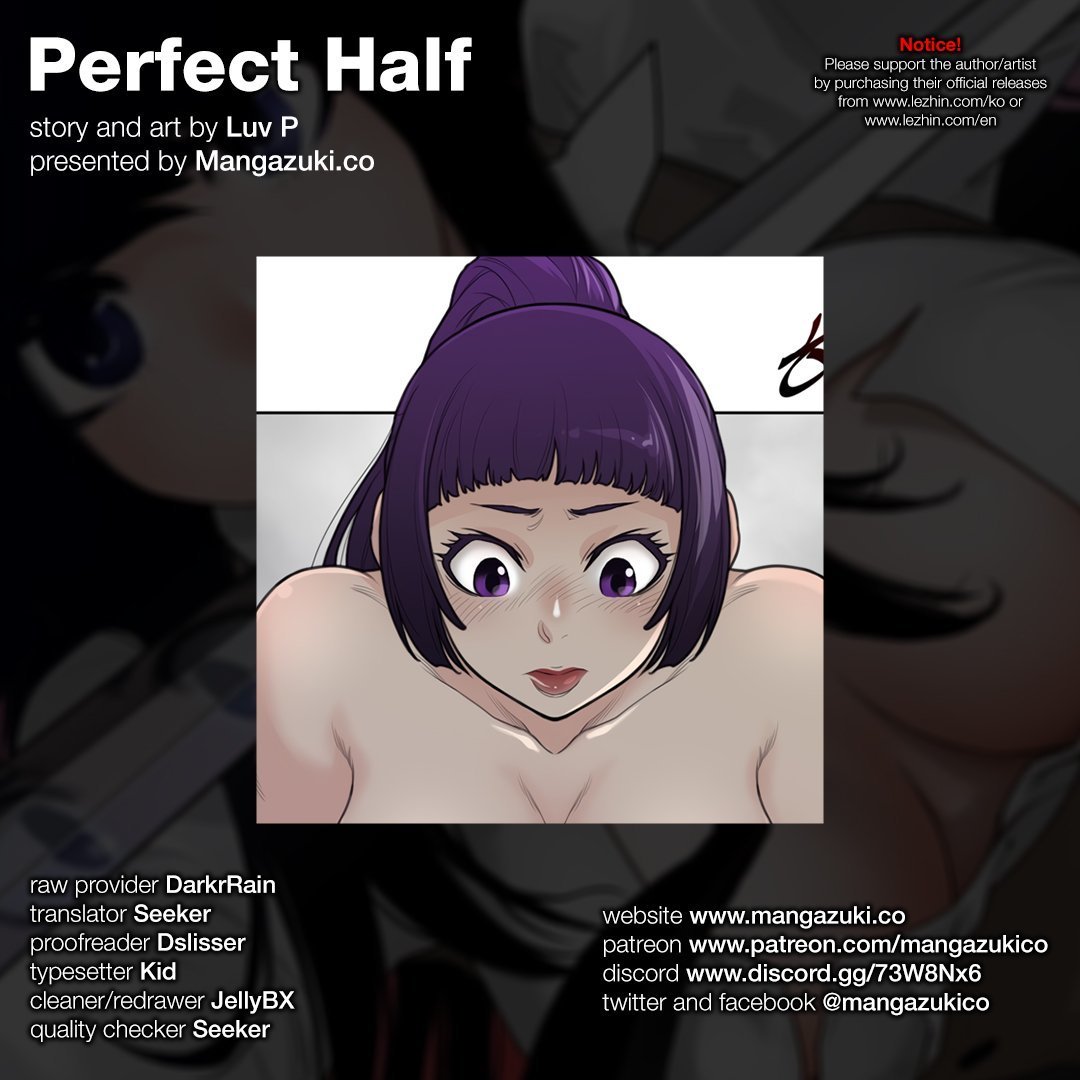 Perfect Half
story and art by Luv P
presented by Mangazuki.co
Notice!
Please support the author/artist
by purchasing their official releases
from www.lezhin.com/ko or
www.lezhin.com/en
raw provider DarkrRain
translator Seeker
proofreader Dslisser
typesetter Kid
cleaner/redrawer JellyBX
quality checker Seeker
website www.mangazuki.co
patreon www.patreon.com/mangazukico
discord www.discord.gg/73W8Nx6
twitter and facebook @mangazukico